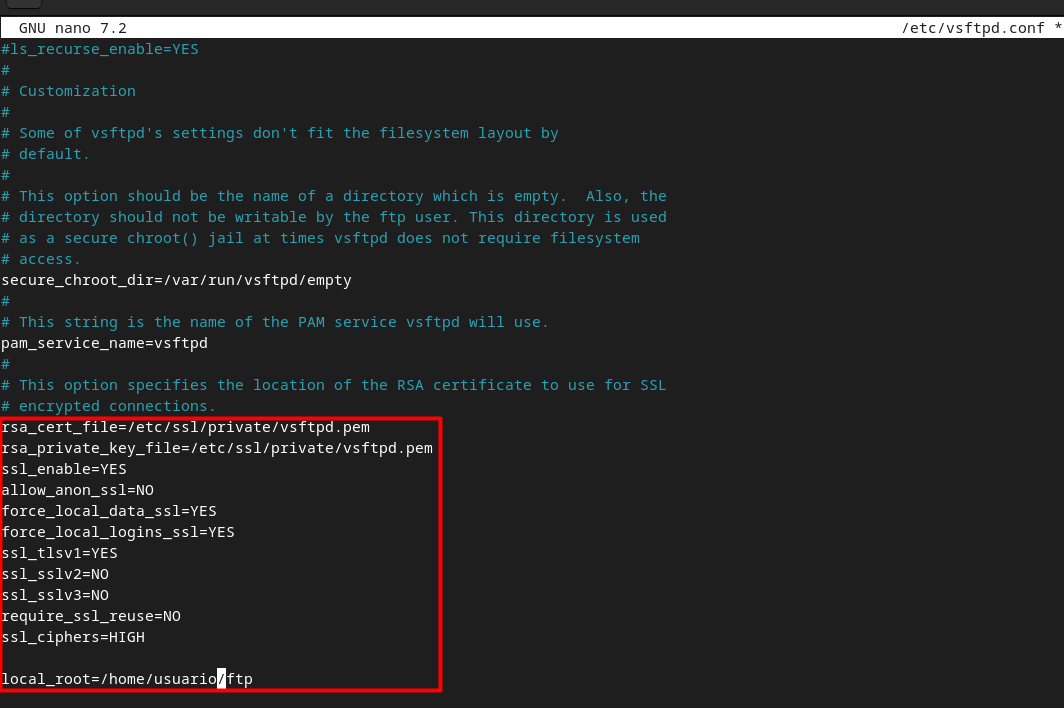 GNU nano 7.2 /etc/vsftpd.conf *
#ls_recurse_enable=YES
#
# Customization
#
# Some of vsftpd's settings don't fit the filesystem layout by
# default.
#
# This option should be the name of a directory which is empty.  Also, the
# directory should not be writable by the ftp user. This directory is used
# as a secure chroot() jail at times vsftpd does not require filesystem
# access.
secure_chroot_dir=/var/run/vsftpd/empty
#
# This string is the name of the PAM service vsftpd will use.
pam_service_name=vsftpd
#
# This option specifies the location of the RSA certificate to use for SSL
# encrypted connections.
rsa_cert_file=/etc/ssl/private/vsftpd.pem
rsa_private_key_file=/etc/ssl/private/vsftpd.pem
ssl_enable=YES
allow_anon_ssl=NO
force_local_data_ssl=YES
force_local_logins_ssl=YES
ssl_tlsv1=YES
ssl_sslv2=NO
ssl_sslv3=NO
require_ssl_reuse=NO
ssl_ciphers=HIGH
local_root=/home/usuario/ftp